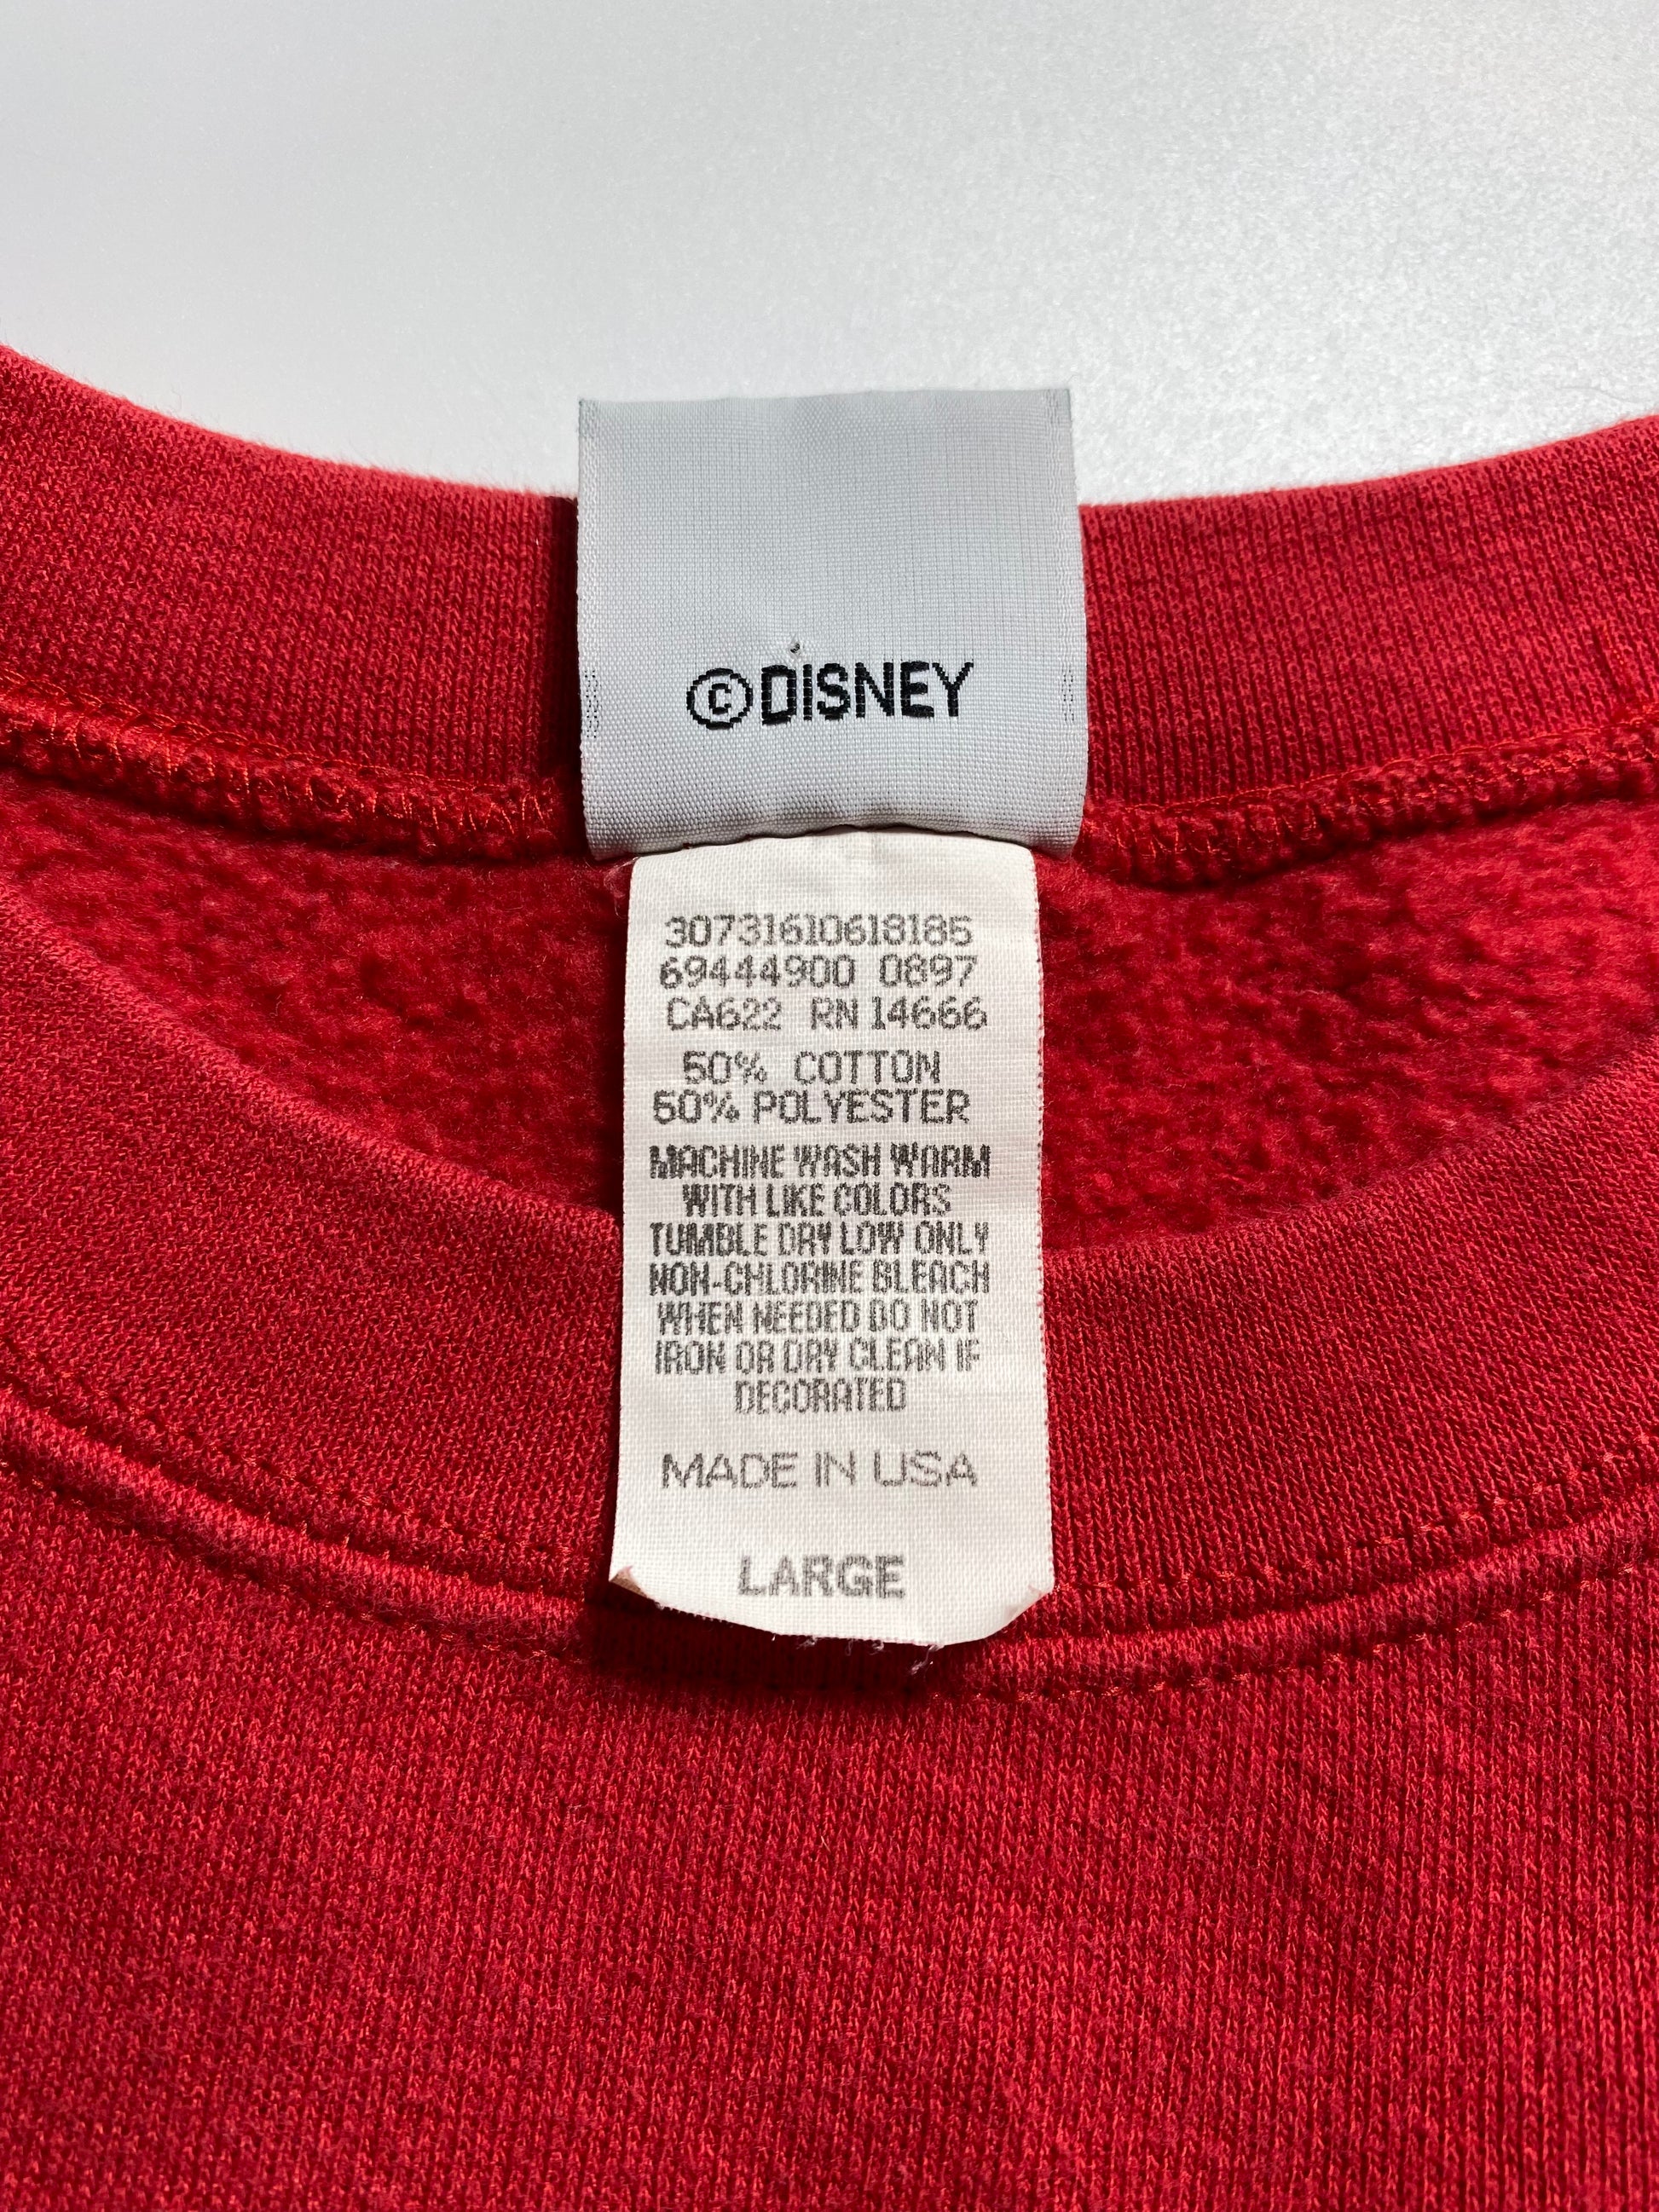 ©DISNEY
30731610618185
69444900 0897
CA622 RN 14666
50% COTTON
50% POLYESTER
MACHINE WASH WARM
WITH LIKE COLORS
TUMBLE DRY LOW ONLY
NON-CHLORINE BLEACH
WHEN NEEDED DO NOT
IRON OR DRY CLEAN IF
DECORATED
MADE IN USA
LARGE